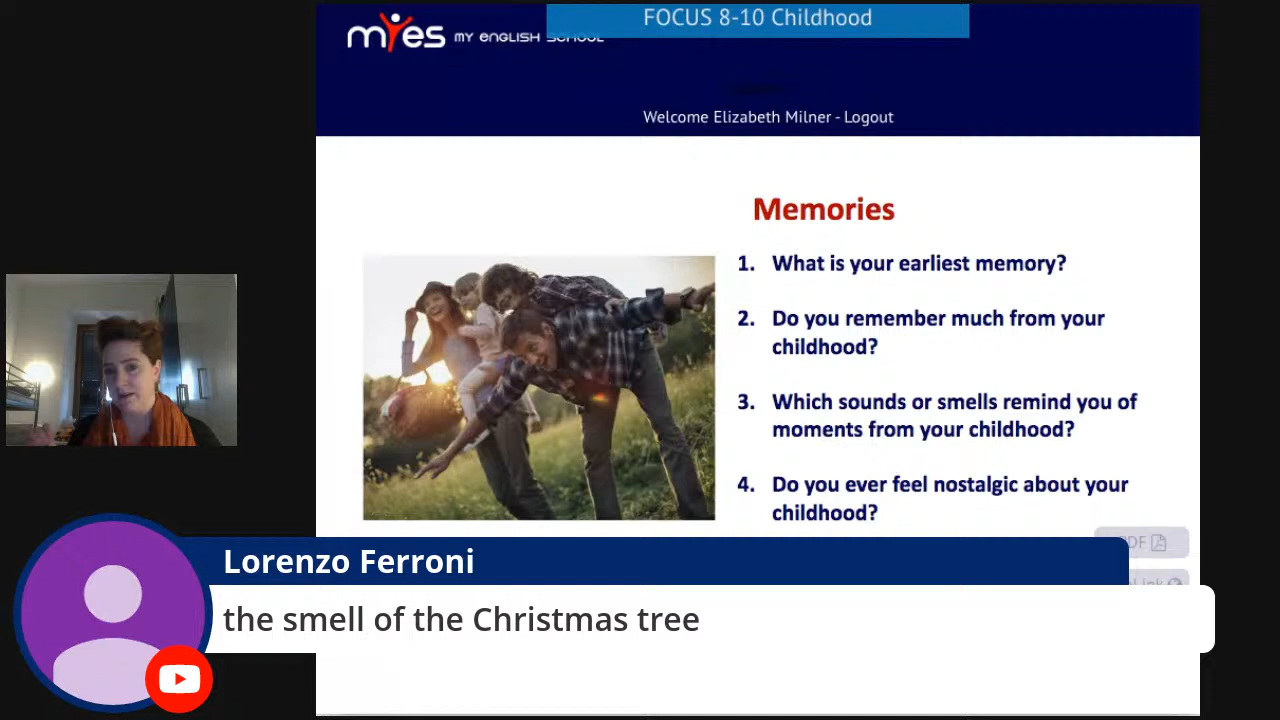 FOCUS 8-10 Childhood
myes MY ENGLISH SCHOOL
Welcome Elizabeth Milner - Logout
Memories
1. What is your earliest memory?
2. Do you remember much from your
childhood?
3. Which sounds or smells remind you of
moments from your childhood?
4. Do you ever feel nostalgic about your
childhood?
PDF
Lorenzo Ferroni
the smell of the Christmas tree